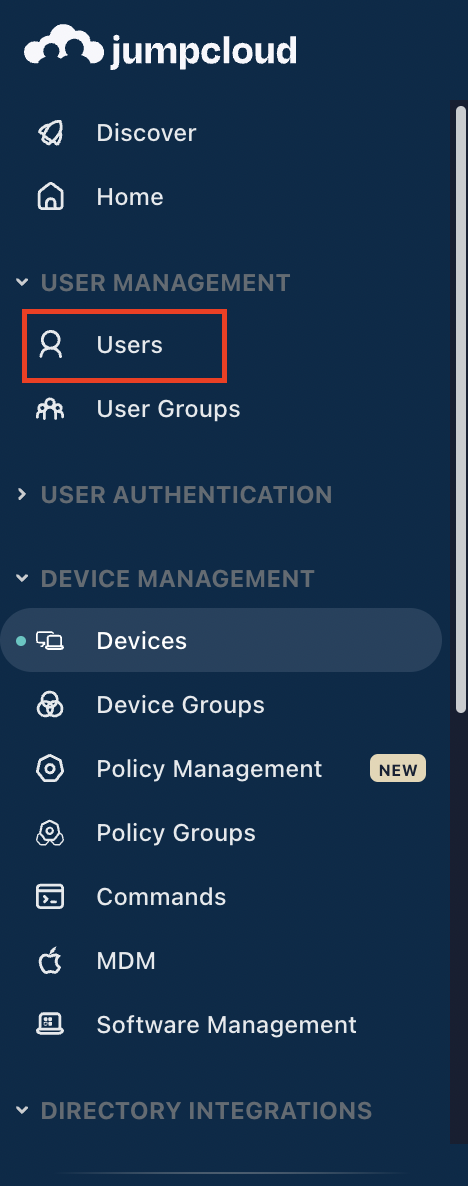 jumpcloud
Discover
Home
USER MANAGEMENT
Users
User Groups
USER AUTHENTICATION
DEVICE MANAGEMENT
Devices
Device Groups
Policy Management NEW
Policy Groups
Commands
MDM
Software Management
DIRECTORY INTEGRATIONS